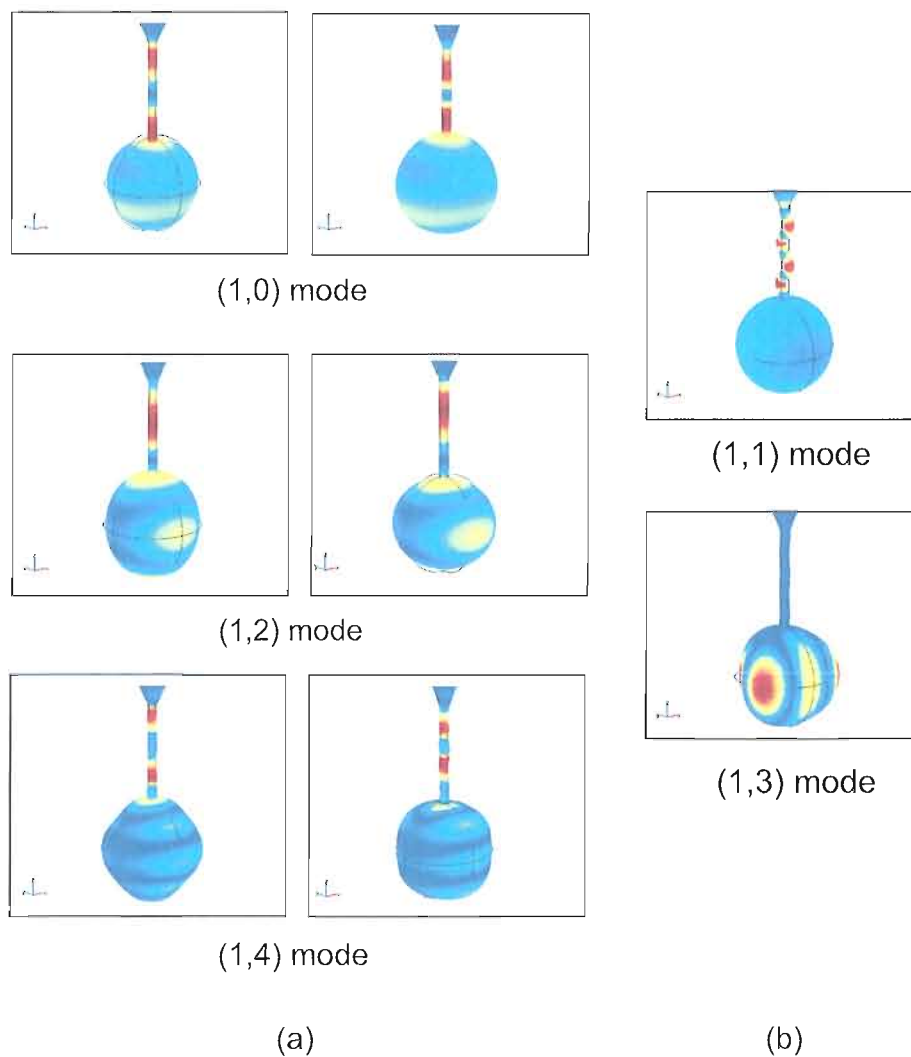 (1,0) mode
(1,2) mode
(1,4) mode
(a)
(1,1) mode
(1,3) mode
(b)